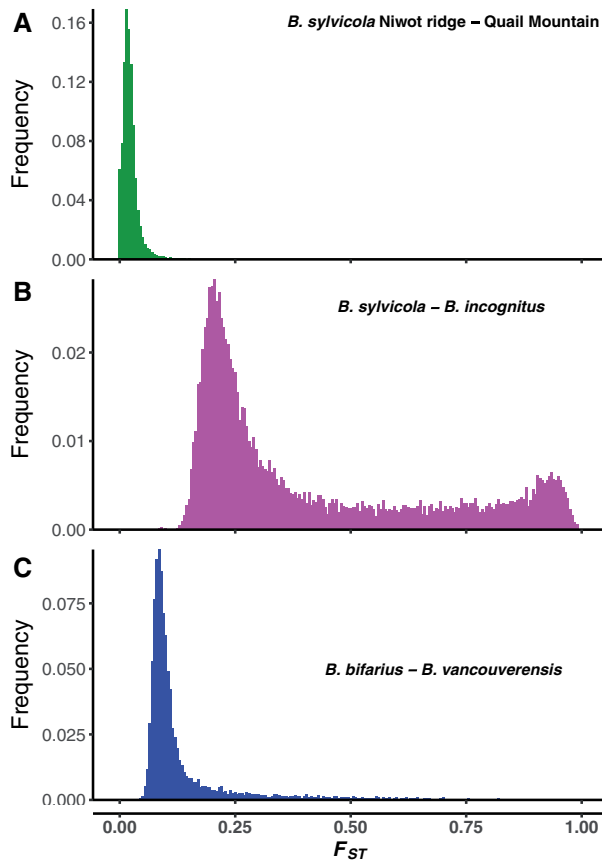 A
B. sylvicola Niwot ridge – Quail Mountain
0.16
0.12
0.08
0.04
0.00
Frequency
B
B. sylvicola – B. incognitus
0.02
0.01
0.00
Frequency
C
B. bifarius – B. vancouverensis
0.075
0.050
0.025
0.000
Frequency
0.00 0.25 0.50 0.75 1.00
FST